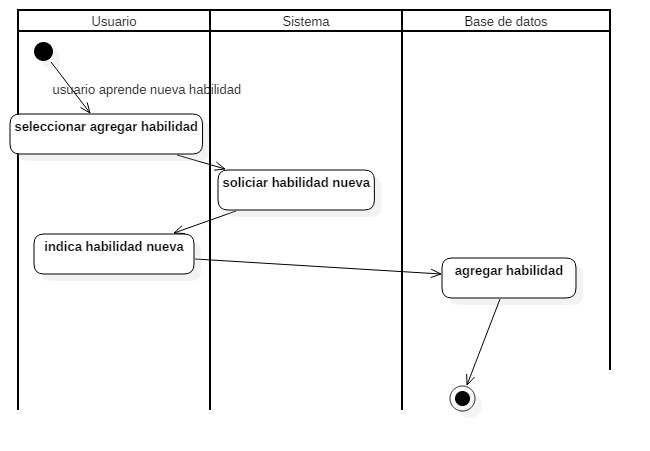 Usuario
Sistema
Base de datos
usuario aprende nueva habilidad
seleccionar agregar habilidad
soliciar habilidad nueva
indica habilidad nueva
agregar habilidad